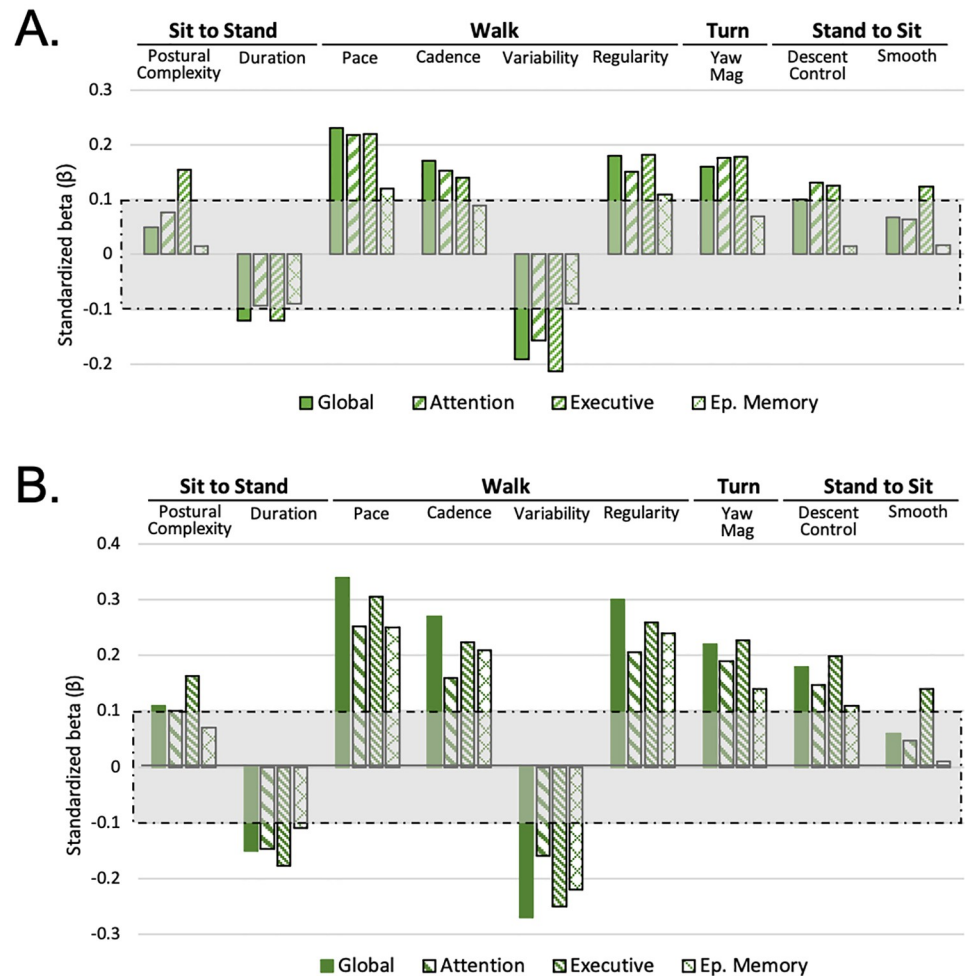 A.
Sit to Stand Walk Turn Stand to Sit
Postural Complexity Duration Pace Cadence Variability Regularity Yaw Mag Descent Control Smooth
0.3
0.2
0.1
0
-0.1
-0.2
Standardized beta (β)
Global Attention Executive Ep. Memory
B.
Sit to Stand Walk Turn Stand to Sit
Postural Complexity Duration Pace Cadence Variability Regularity Yaw Mag Descent Control Smooth
0.4
0.3
0.2
0.1
0
-0.1
-0.2
-0.3
Standardized beta (β)
Global Attention Executive Ep. Memory